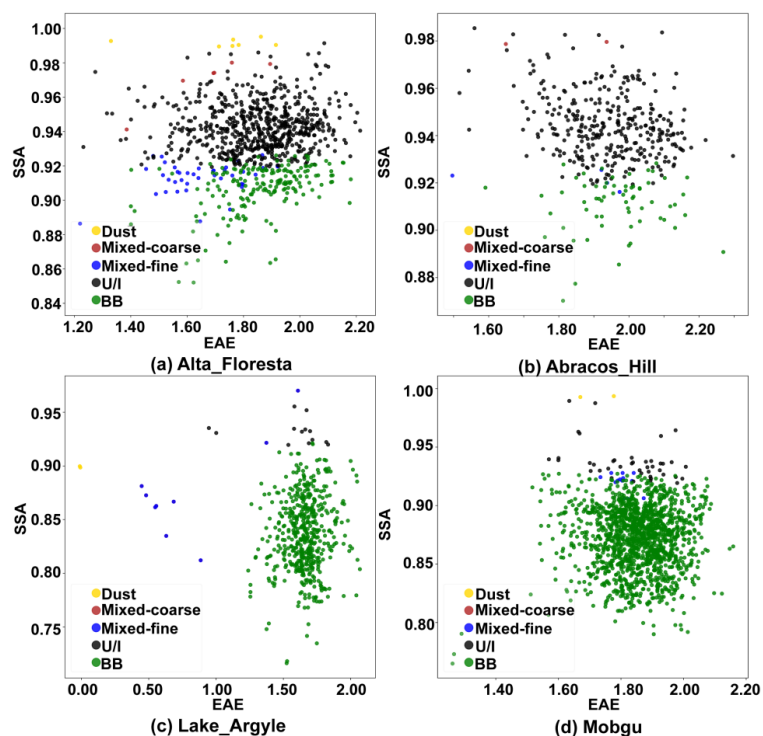 1.00
0.98
0.96
0.94
0.92
0.90
0.88
0.86
0.84
SSA
Dust
Mixed-coarse
Mixed-fine
U/I
BB
1.20 1.40 1.60 1.80 2.00 2.20
EAE
(a) Alta_Floresta
0.98
0.96
0.94
0.92
0.90
0.88
SSA
Dust
Mixed-coarse
Mixed-fine
U/I
BB
1.60 1.80 2.00 2.20
EAE
(b) Abracos_Hill
0.95
0.90
0.85
0.80
0.75
SSA
Dust
Mixed-coarse
Mixed-fine
U/I
BB
0.00 0.50 1.00 1.50 2.00
EAE
(c) Lake_Argyle
1.00
0.95
0.90
0.85
0.80
SSA
Dust
Mixed-coarse
Mixed-fine
U/I
BB
1.40 1.60 1.80 2.00 2.20
EAE
(d) Mobgu